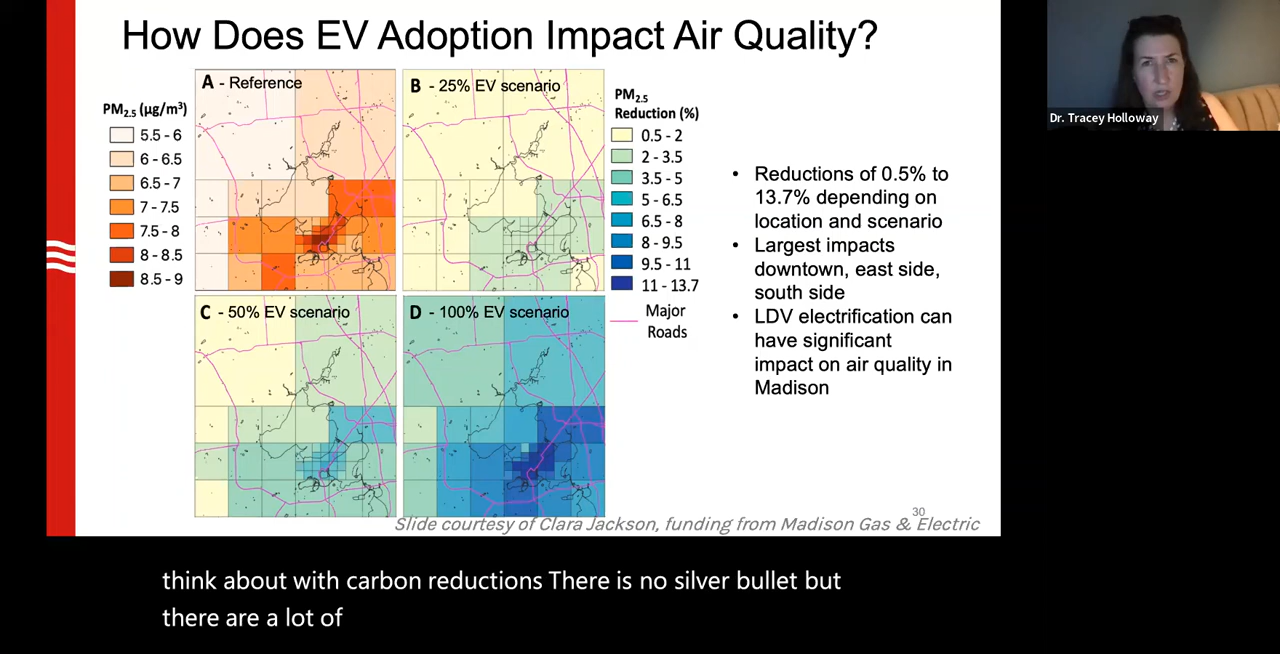 How Does EV Adoption Impact Air Quality?
A - Reference
B - 25% EV scenario
PM2.5 (µg/m³)
5.5 - 6
6 - 6.5
6.5 - 7
7 - 7.5
7.5 - 8
8 - 8.5
8.5 - 9
PM2.5
Reduction (%)
0.5 - 2
2 - 3.5
3.5 - 5
5 - 6.5
6.5 - 8
8 - 9.5
9.5 - 11
11 - 13.7
Major
Roads
C - 50% EV scenario
D - 100% EV scenario
• Reductions of 0.5% to
13.7% depending on
location and scenario
• Largest impacts
downtown, east side,
south side
• LDV electrification can
have significant
impact on air quality in
Madison
30
Slide courtesy of Clara Jackson, funding from Madison Gas & Electric
Dr. Tracey Holloway
think about with carbon reductions There is no silver bullet but
there are a lot of